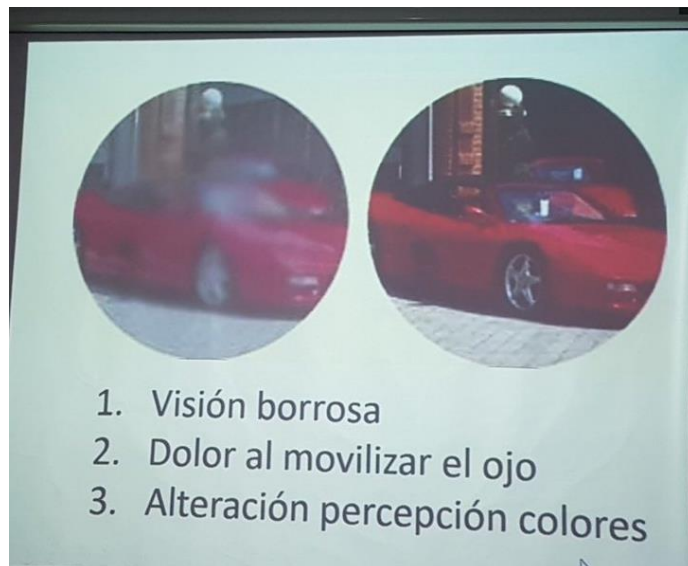 1. Visión borrosa
2. Dolor al movilizar el ojo
3. Alteración percepción colores